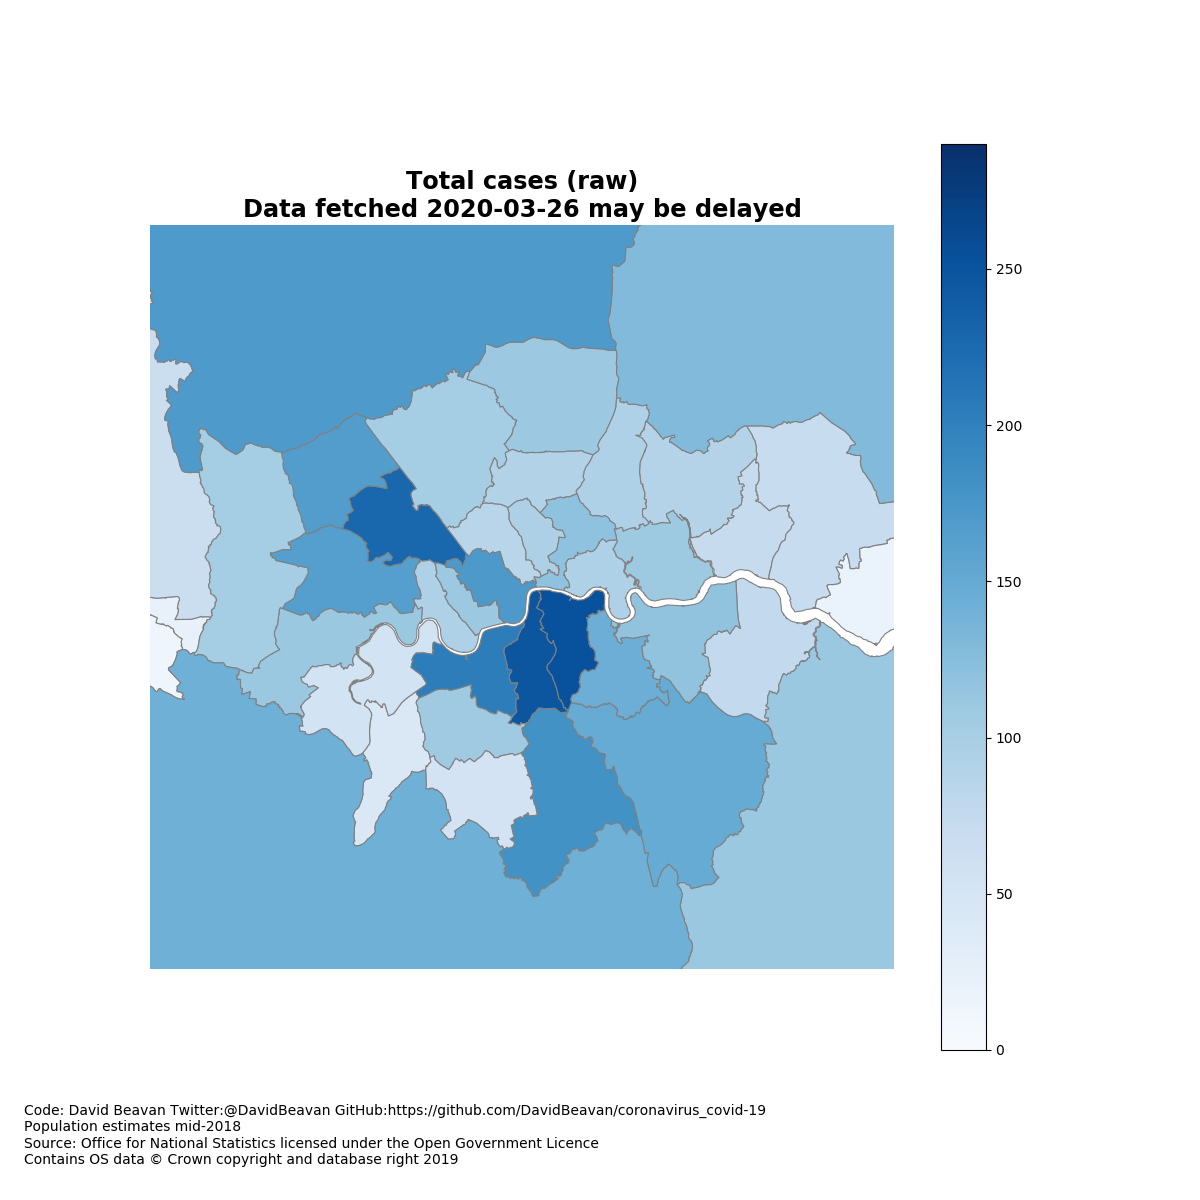 Total cases (raw)
Data fetched 2020-03-26 may be delayed
250
200
150
100
50
0
Code: David Beavan Twitter:@DavidBeavan GitHub:https://github.com/DavidBeavan/coronavirus_covid-19
Population estimates mid-2018
Source: Office for National Statistics licensed under the Open Government Licence
Contains OS data © Crown copyright and database right 2019